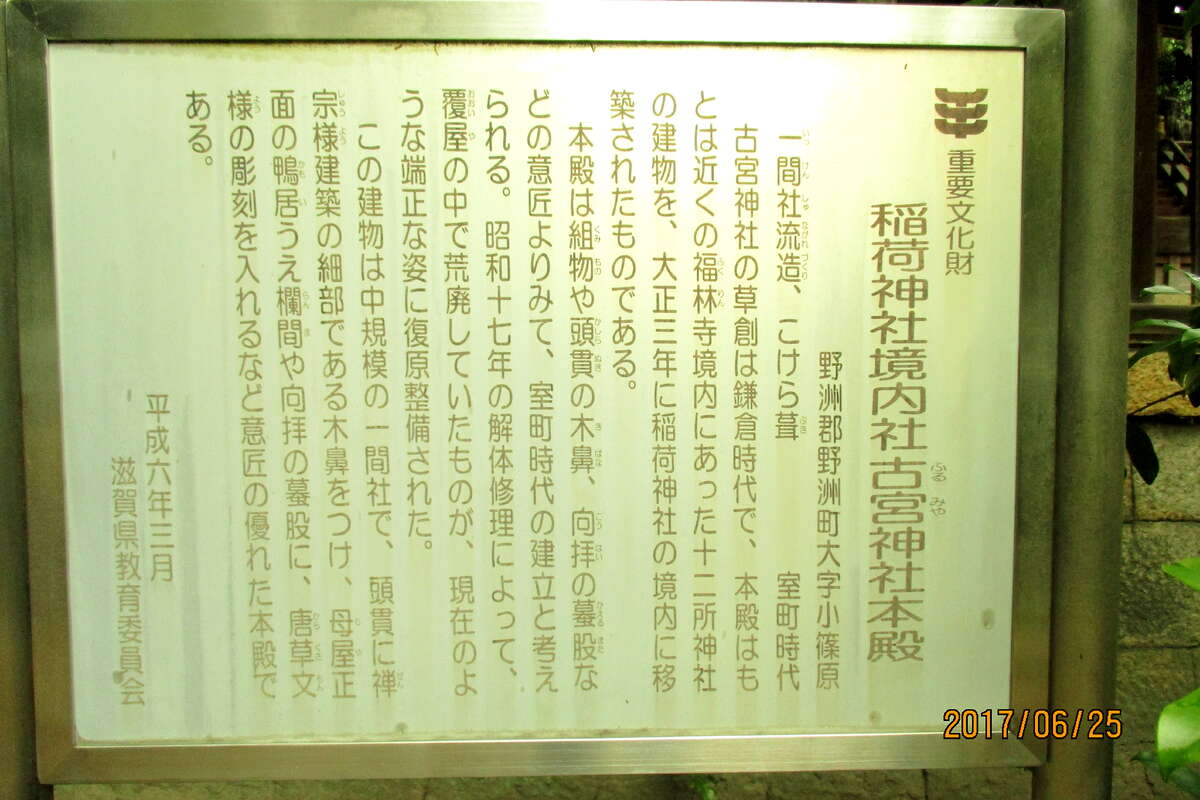 重要文化財
稲荷神社境内社古宮神社本殿
野洲郡野洲町大字小篠原
一間社流造、こけら葺　室町時代
古宮神社の草創は鎌倉時代で、本殿はも
とは近くの福林寺境内にあった十二所神社
の建物を、大正三年に稲荷神社の境内に移
築されたものである。
本殿は組物や頭貫の木鼻、向拝の蟇股な
どの意匠よりみて、室町時代の建立と考え
られる。昭和十七年の解体修理によって、
覆屋の中で荒廃していたものが、現在のよ
うな端正な姿に復原整備された。
この建物は中規模の一間社で、頭貫に禅
宗様建築の細部である木鼻をつけ、母屋正
面の鴨居うえ欄間や向拝の蟇股に、唐草文
様の彫刻を入れるなど意匠の優れた本殿で
ある。
平成六年三月
滋賀県教育委員会
2017/06/25